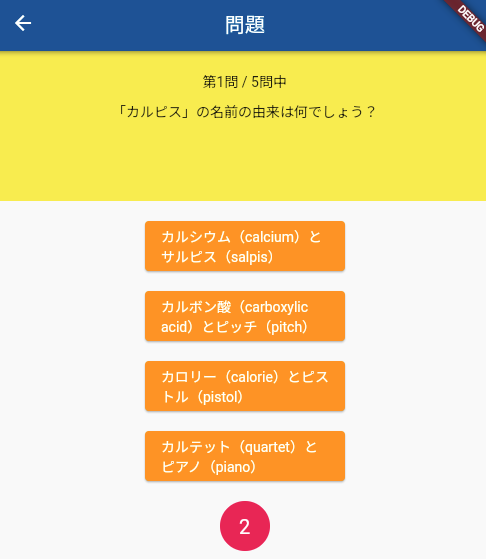 問題
DEBUG
第1問 / 5問中
「カルピス」の名前の由来は何でしょう？
カルシウム（calcium）と
サルピス（salpis）
カルボン酸（carboxylic
acid）とピッチ（pitch）
カロリー（calorie）とピス
トル（pistol）
カルテット（quartet）と
ピアノ（piano）
2